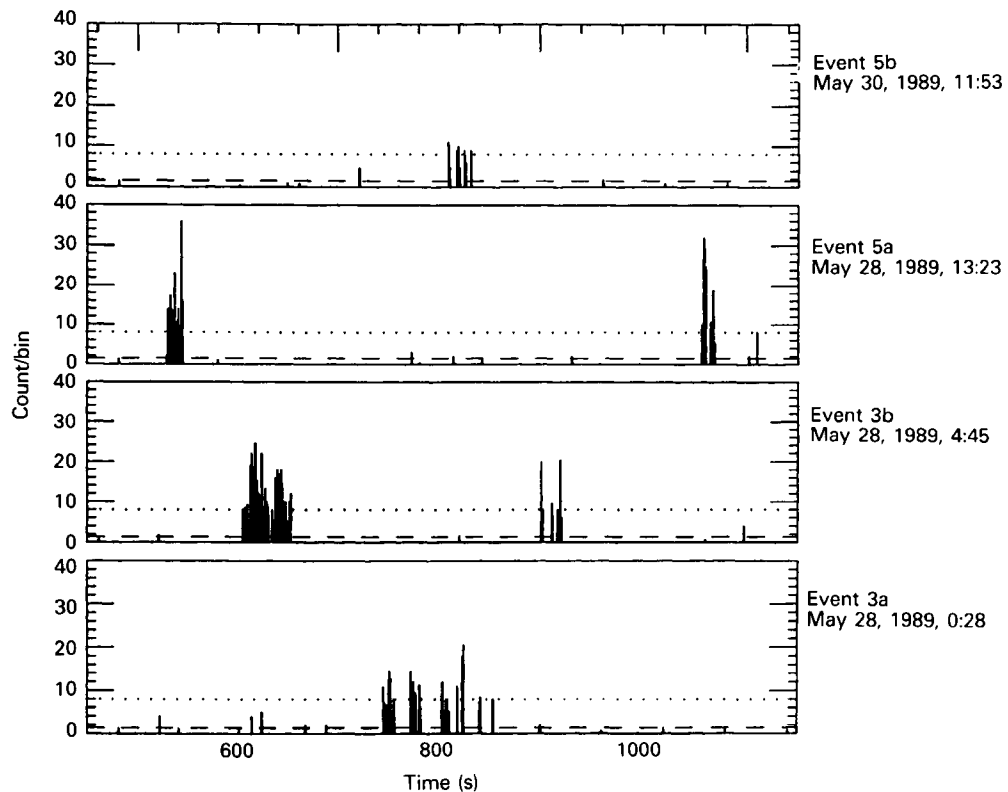 40
30
20
10
0
Event 5b
May 30, 1989, 11:53
40
30
20
10
0
Event 5a
May 28, 1989, 13:23
Count/bin
40
30
20
10
0
Event 3b
May 28, 1989, 4:45
40
30
20
10
0
Event 3a
May 28, 1989, 0:28
600 800 1000
Time (s)